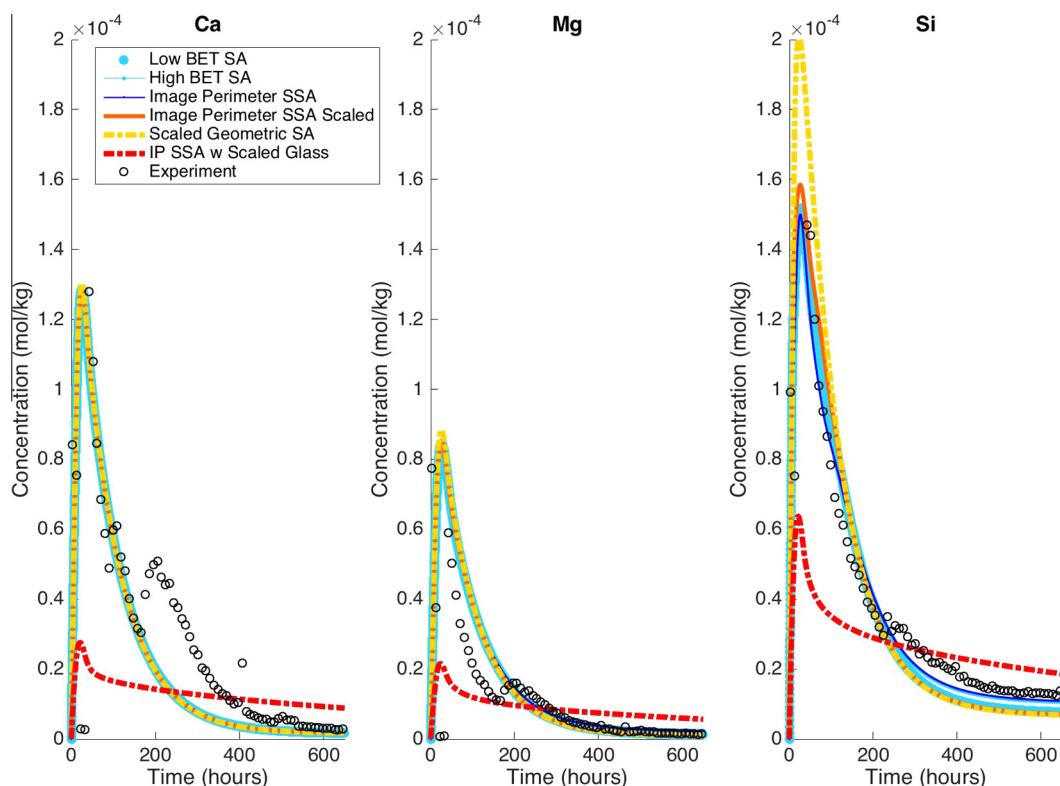 ×10⁻⁴ Ca
2
1.8
1.6
1.4
1.2
1
0.8
0.6
0.4
0.2
0
Concentration (mol/kg)
0 200 400 600
Time (hours)
Low BET SA
High BET SA
Image Perimeter SSA
Image Perimeter SSA Scaled
Scaled Geometric SA
IP SSA w Scaled Glass
Experiment
×10⁻⁴ Mg
2
1.8
1.6
1.4
1.2
1
0.8
0.6
0.4
0.2
0
Concentration (mol/kg)
0 200 400 600
Time (hours)
×10⁻⁴ Si
2
1.8
1.6
1.4
1.2
1
0.8
0.6
0.4
0.2
0
Concentration (mol/kg)
0 200 400 600
Time (hours)